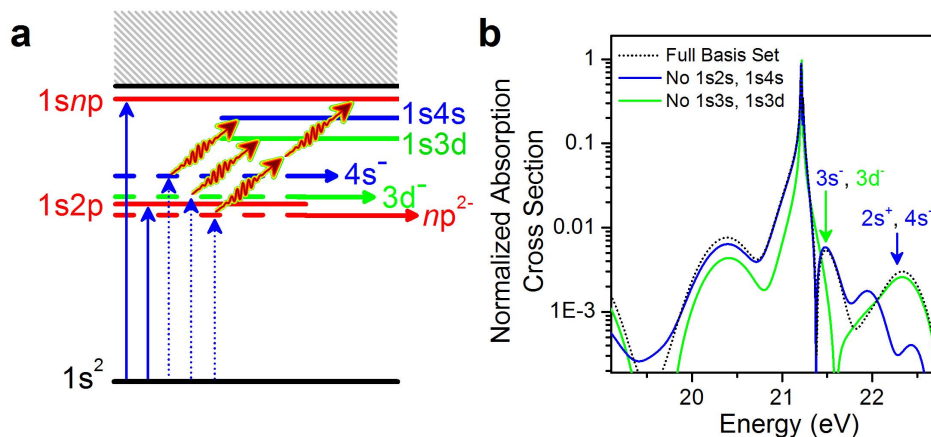 a
1snp
1s4s
1s3d
4s⁻
3d⁻
1s2p
np²⁻
1s²
b
Normalized Absorption
Cross Section
1
0.1
0.01
1E-3
Full Basis Set
No 1s2s, 1s4s
No 1s3s, 1s3d
3s⁻, 3d⁻
2s⁺, 4s⁻
20
21
22
Energy (eV)